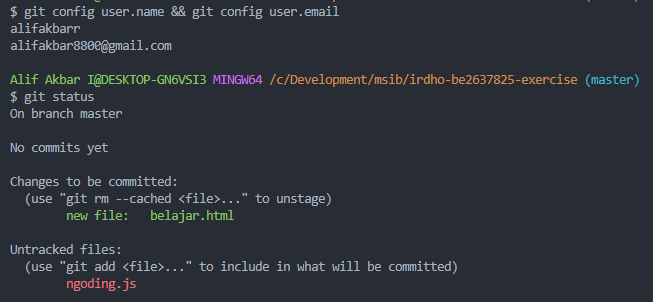 $ git config user.name && git config user.email
alifakbarr
alifakbar8800@gmail.com
Alif Akbar I@DESKTOP-GN6VSI3 MINGW64 /c/Development/msib/irdho-be2637825-exercise (master)
$ git status
On branch master
No commits yet
Changes to be committed:
(use "git rm --cached <file>..." to unstage)
new file:   belajar.html
Untracked files:
(use "git add <file>..." to include in what will be committed)
ngoding.js